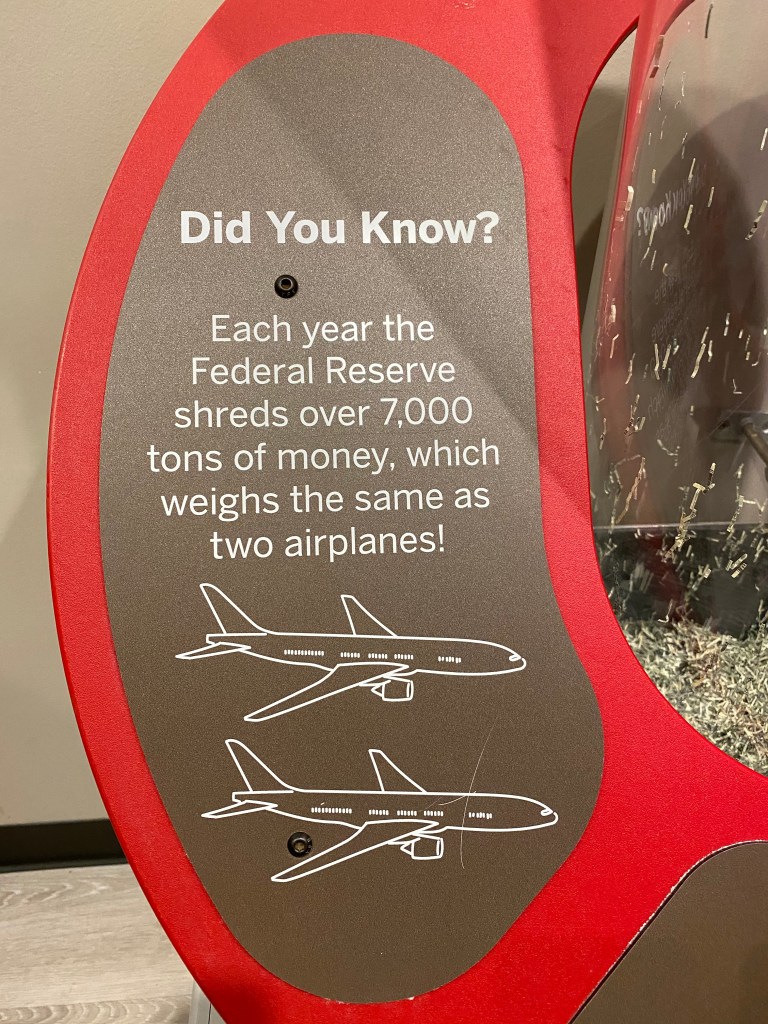 Did You Know?
Each year the
Federal Reserve
shreds over 7,000
tons of money, which
weighs the same as
two airplanes!